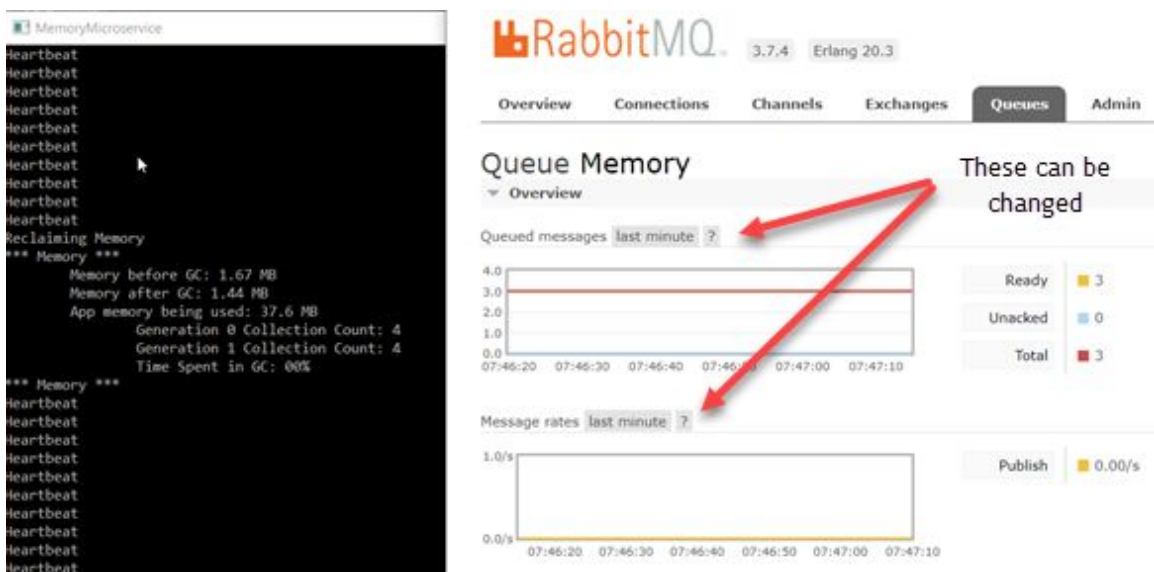 MemoryMicroservice
Heartbeat
Heartbeat
Heartbeat
Heartbeat
Heartbeat
Heartbeat
Heartbeat
Heartbeat
Heartbeat
Heartbeat
Reclaiming Memory
*** Memory ***
Memory before GC: 1.67 MB
Memory after GC: 1.44 MB
App memory being used: 37.6 MB
Generation 0 Collection Count: 4
Generation 1 Collection Count: 4
Time Spent in GC: 00%
*** Memory ***
Heartbeat
Heartbeat
Heartbeat
Heartbeat
Heartbeat
Heartbeat
Heartbeat
Heartbeat
Heartbeat
Heartbeat
RabbitMQ. 3.7.4 Erlang 20.3
Overview Connections Channels Exchanges Queues Admin
Queue Memory
Overview
These can be
changed
Queued messages last minute ?
4.0
3.0
2.0
1.0
0.0
07:46:20 07:46:30 07:46:40 07:46:50 07:47:00 07:47:10
Ready 3
Unacked 0
Total 3
Message rates last minute ?
1.0/s
0.0/s
07:46:20 07:46:30 07:46:40 07:46:50 07:47:00 07:47:10
Publish 0.00/s